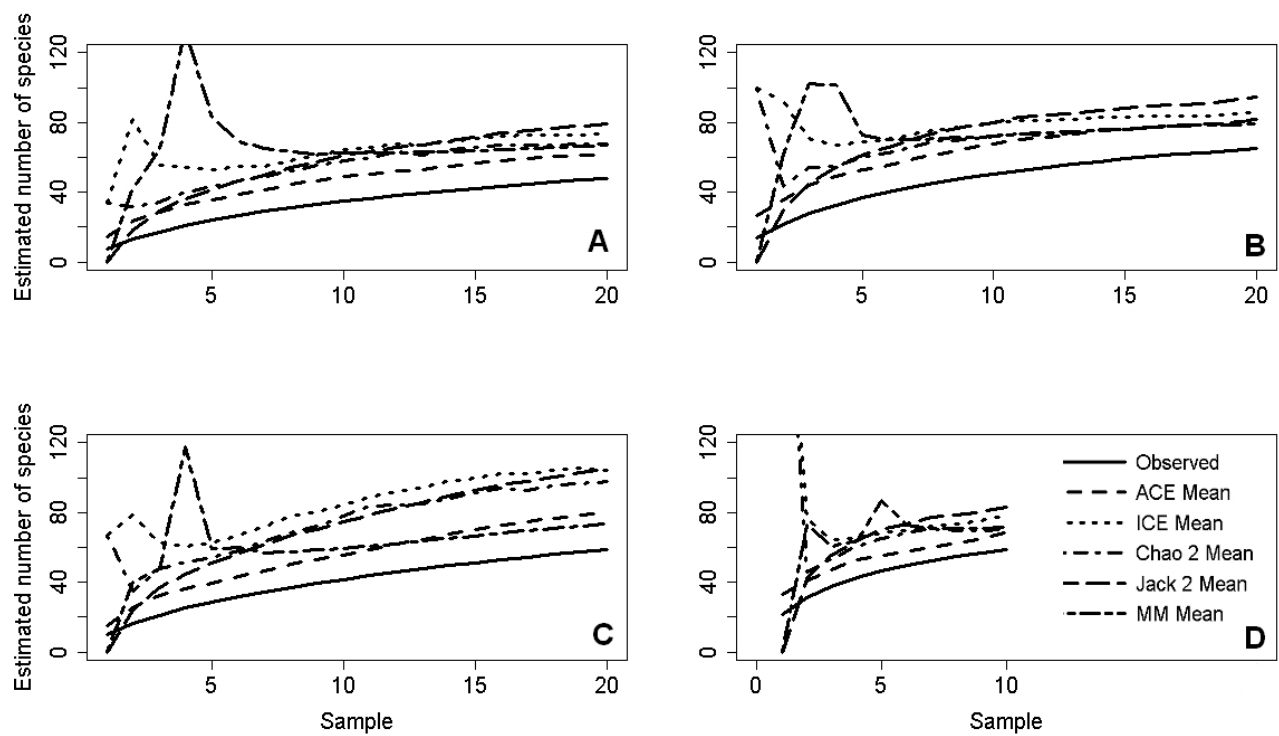 Estimated number of species
120
80
40
0
A
5
10
15
20
120
80
40
0
B
5
10
15
20
Estimated number of species
120
80
40
0
C
5
10
15
20
Sample
120
80
40
0
Observed
ACE Mean
ICE Mean
Chao 2 Mean
Jack 2 Mean
MM Mean
D
0
5
10
Sample